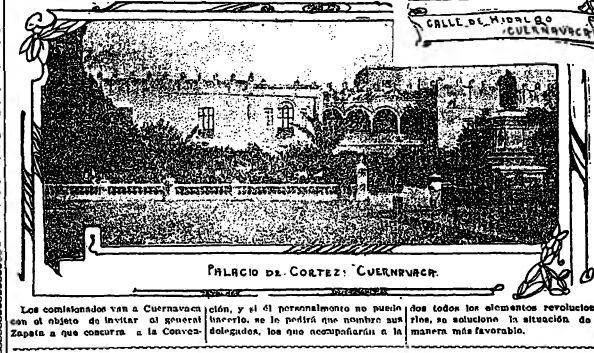 CALLE DE HIDALGO
CUERNAVACA
PALACIO DE CORTEZ: CUERNAVACA.
Los comisionados van a Cuernavaca
con el objeto de invitar al general
Zapata a que concurra a la Conven-
ción, y si él personalmente no puede
hacerlo, se le pedirá que nombre sus
delegados, los que acompañarán a la
dos todos los elementos revolucio
rios, se solucione la situación de
manera más favorable.